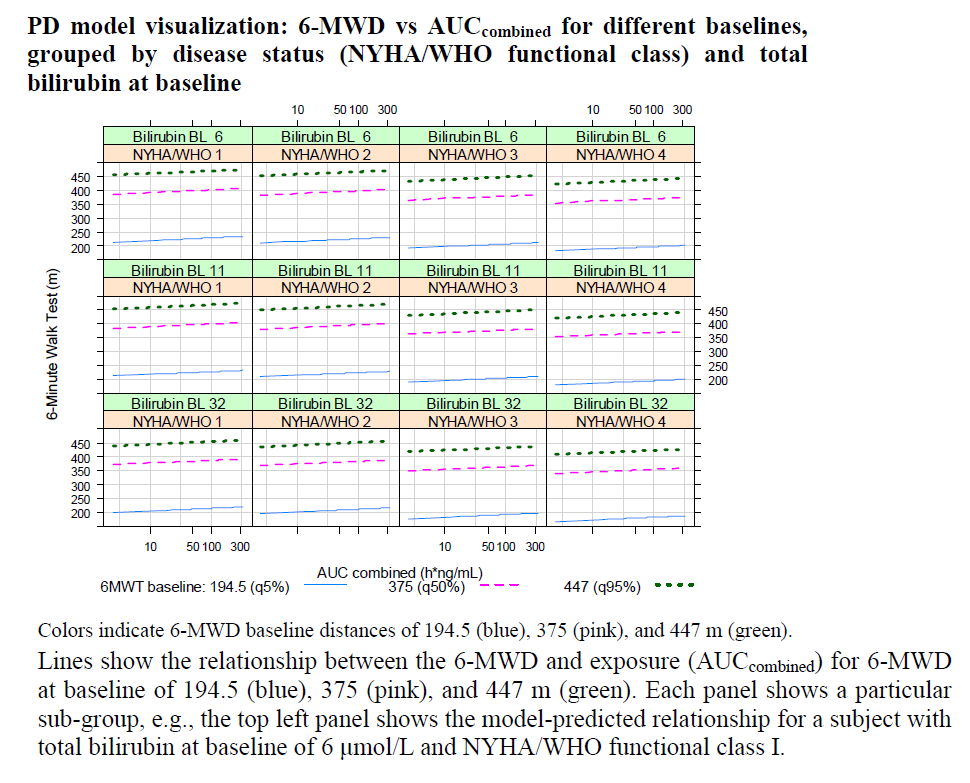 PD model visualization: 6-MWD vs AUCcombined for different baselines,
grouped by disease status (NYHA/WHO functional class) and total
bilirubin at baseline
10 50 100 300 10 50 100 300
Bilirubin BL 6 Bilirubin BL 6 Bilirubin BL 6 Bilirubin BL 6
NYHA/WHO 1 NYHA/WHO 2 NYHA/WHO 3 NYHA/WHO 4
450
400
350
300
250
200
Bilirubin BL 11 Bilirubin BL 11 Bilirubin BL 11 Bilirubin BL 11
NYHA/WHO 1 NYHA/WHO 2 NYHA/WHO 3 NYHA/WHO 4
450
400
350
300
250
200
6-Minute Walk Test (m)
Bilirubin BL 32 Bilirubin BL 32 Bilirubin BL 32 Bilirubin BL 32
NYHA/WHO 1 NYHA/WHO 2 NYHA/WHO 3 NYHA/WHO 4
450
400
350
300
250
200
10 50 100 300 10 50 100 300
AUC combined (h*ng/mL)
6MWT baseline: 194.5 (q5%) 375 (q50%) 447 (q95%)
Colors indicate 6-MWD baseline distances of 194.5 (blue), 375 (pink), and 447 m (green).
Lines show the relationship between the 6-MWD and exposure (AUCcombined) for 6-MWD
at baseline of 194.5 (blue), 375 (pink), and 447 m (green). Each panel shows a particular
sub-group, e.g., the top left panel shows the model-predicted relationship for a subject with
total bilirubin at baseline of 6 μmol/L and NYHA/WHO functional class I.